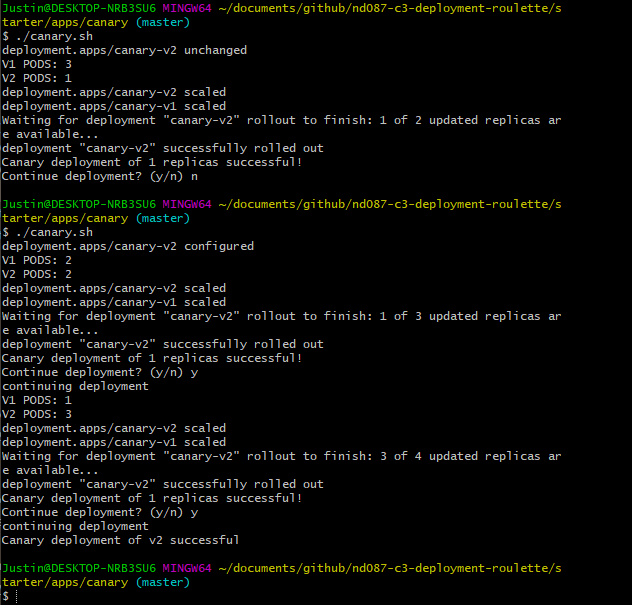 Justin@DESKTOP-NRB3SU6 MINGW64 ~/documents/github/nd087-c3-deployment-roulette/s
tarter/apps/canary (master)
$ ./canary.sh
deployment.apps/canary-v2 unchanged
V1 PODS: 3
V2 PODS: 1
deployment.apps/canary-v2 scaled
deployment.apps/canary-v1 scaled
Waiting for deployment "canary-v2" rollout to finish: 1 of 2 updated replicas ar
e available...
deployment "canary-v2" successfully rolled out
Canary deployment of 1 replicas successful!
Continue deployment? (y/n) n
Justin@DESKTOP-NRB3SU6 MINGW64 ~/documents/github/nd087-c3-deployment-roulette/s
tarter/apps/canary (master)
$ ./canary.sh
deployment.apps/canary-v2 configured
V1 PODS: 2
V2 PODS: 2
deployment.apps/canary-v2 scaled
deployment.apps/canary-v1 scaled
Waiting for deployment "canary-v2" rollout to finish: 1 of 3 updated replicas ar
e available...
deployment "canary-v2" successfully rolled out
Canary deployment of 1 replicas successful!
Continue deployment? (y/n) y
continuing deployment
V1 PODS: 1
V2 PODS: 3
deployment.apps/canary-v2 scaled
deployment.apps/canary-v1 scaled
Waiting for deployment "canary-v2" rollout to finish: 3 of 4 updated replicas ar
e available...
deployment "canary-v2" successfully rolled out
Canary deployment of 1 replicas successful!
Continue deployment? (y/n) y
continuing deployment
Canary deployment of v2 successful
Justin@DESKTOP-NRB3SU6 MINGW64 ~/documents/github/nd087-c3-deployment-roulette/s
tarter/apps/canary (master)
$